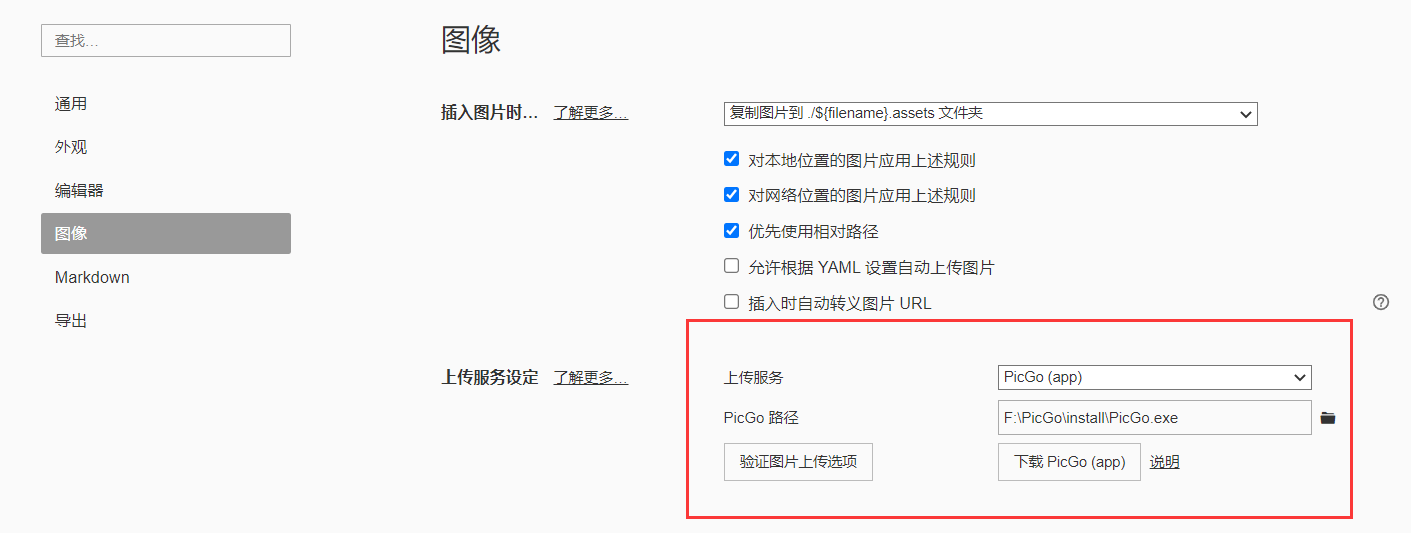 查找...
通用
外观
编辑器
图像
Markdown
导出
图像
插入图片时... 了解更多... 复制图片到 ./${filename}.assets 文件夹
对本地位置的图片应用上述规则
对网络位置的图片应用上述规则
优先使用相对路径
允许根据 YAML 设置自动上传图片
插入时自动转义图片 URL
上传服务设定 了解更多... 上传服务 PicGo (app)
PicGo 路径 F:\PicGo\install\PicGo.exe
验证图片上传选项 下载 PicGo (app) 说明